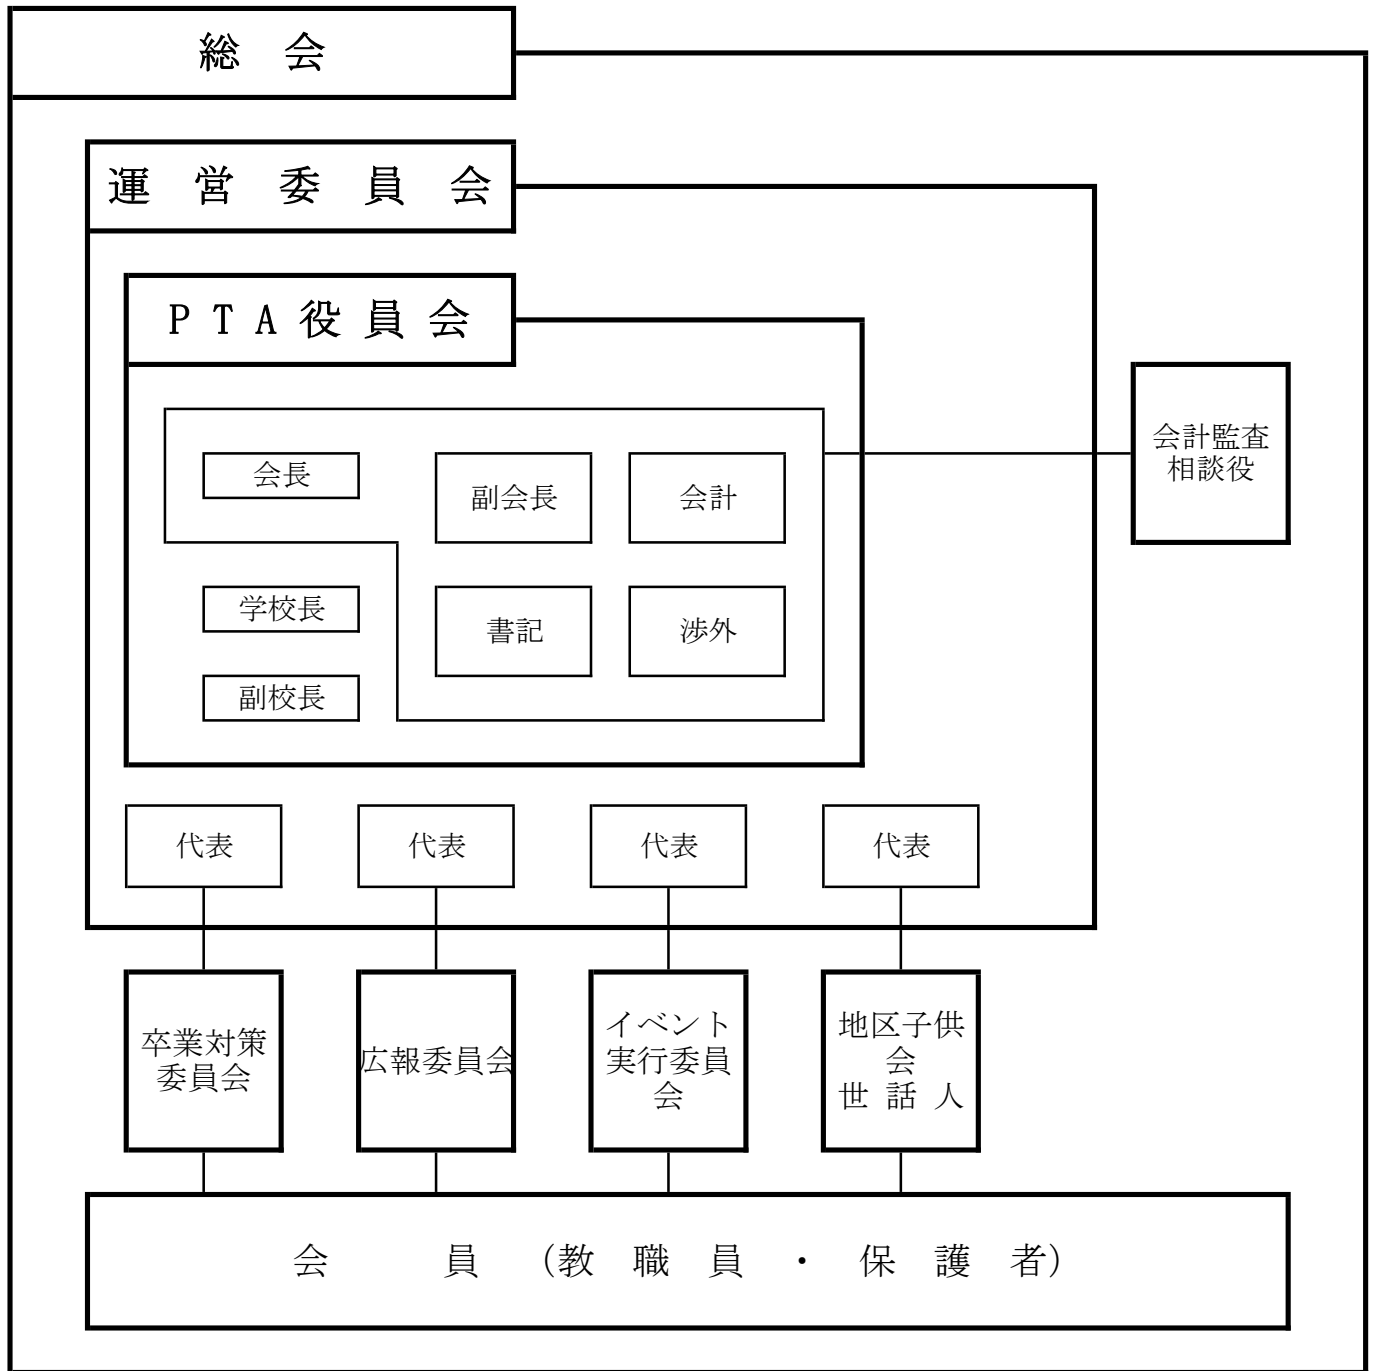 総 会
運 営 委 員 会
P T A 役 員 会
会計監査
相談役
会長
副会長
会計
学校長
書記
渉外
副校長
代表
代表
代表
代表
卒業対策
委員会
広報委員会
イベント
実行委員
会
地区子供
会
世 話 人
会 員 (教 職 員 ・ 保 護 者)